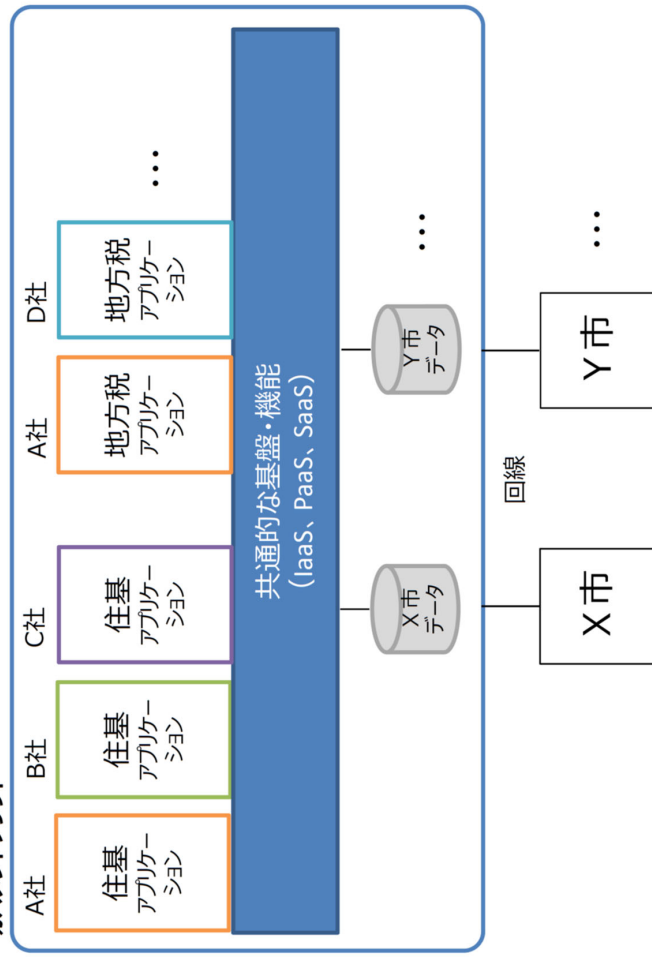 A社
B社
C社
A社
D社
住基
アプリケー
ション
住基
アプリケー
ション
住基
アプリケー
ション
地方税
アプリケー
ション
地方税
アプリケー
ション
…
共通的な基盤・機能
(IaaS、PaaS、SaaS)
X市
データ
Y市
データ
…
回線
X市
Y市
…